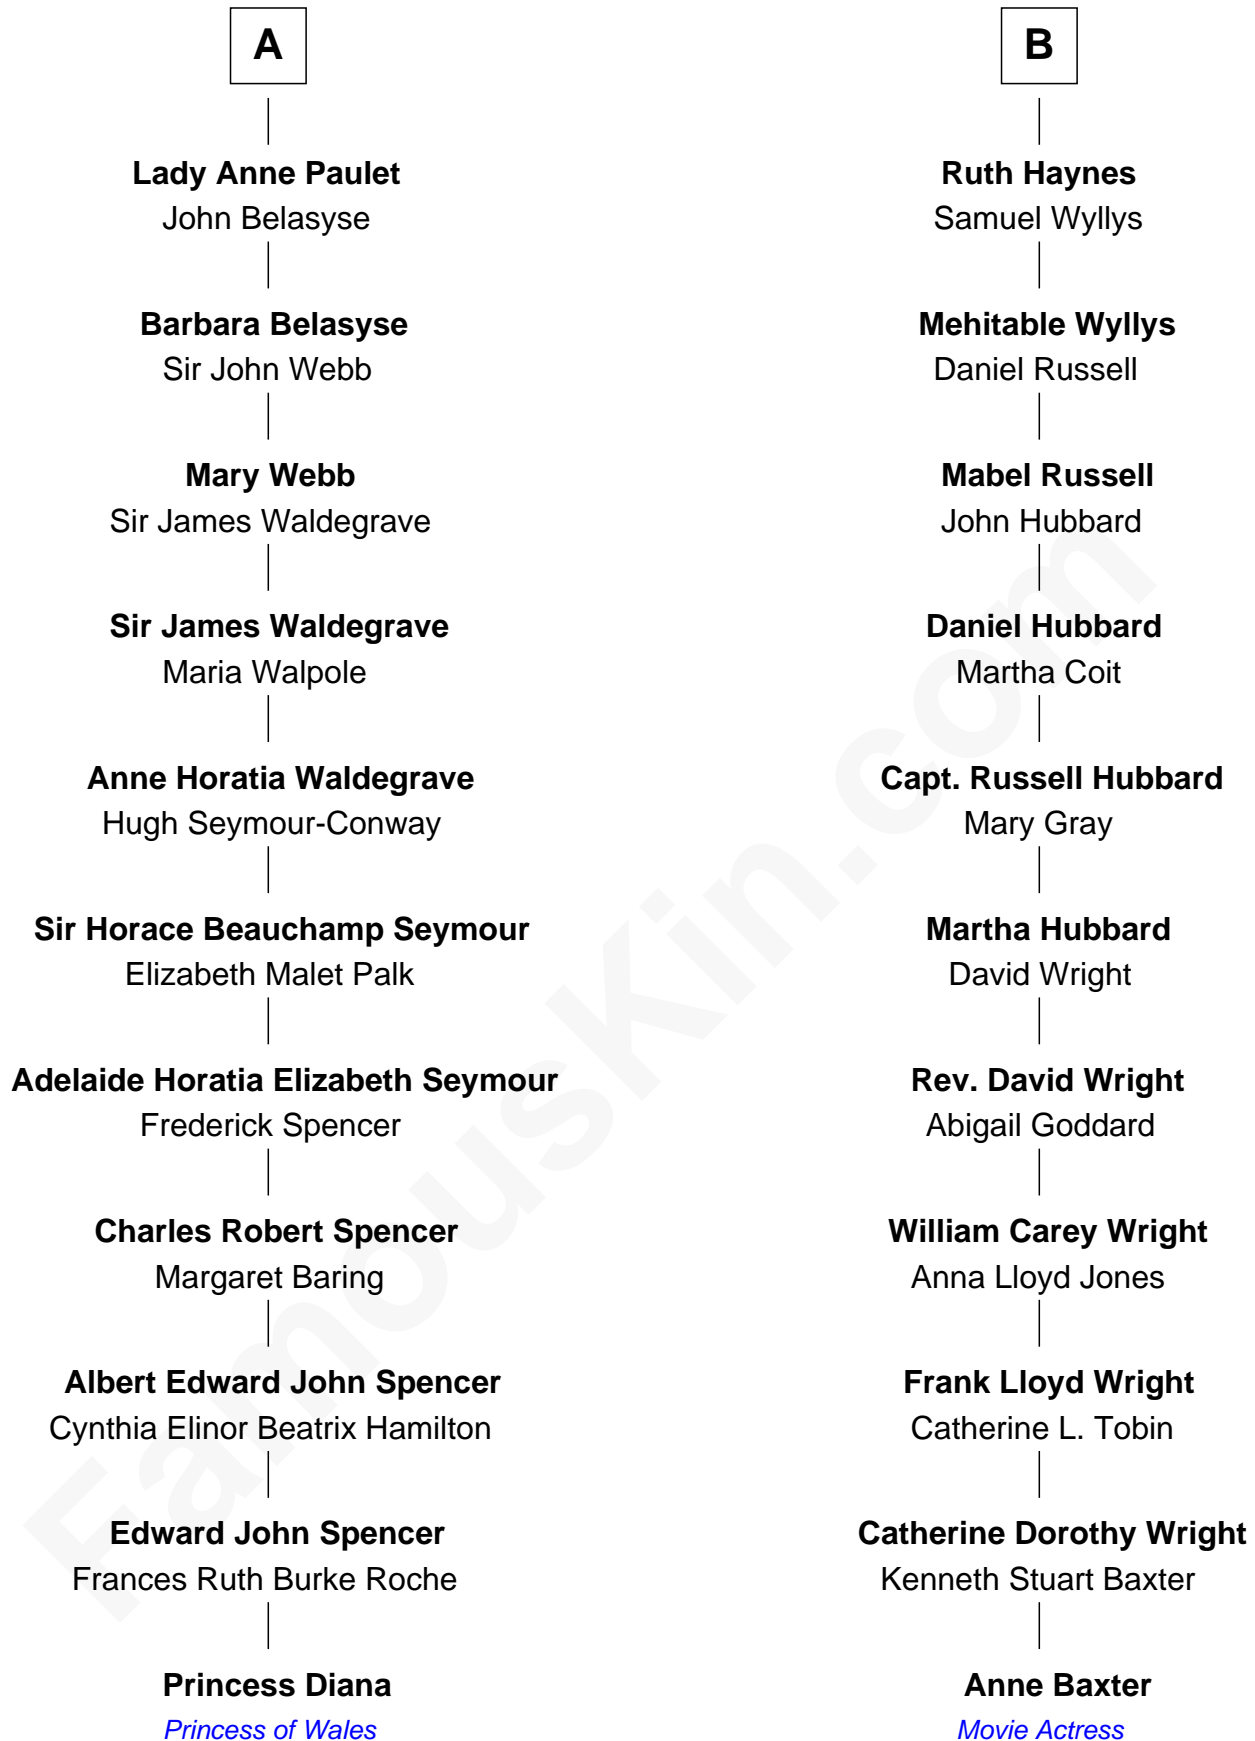 A
Lady Anne Paulet
John Belasyse
Barbara Belasyse
Sir John Webb
Mary Webb
Sir James Waldegrave
Sir James Waldegrave
Maria Walpole
Anne Horatia Waldegrave
Hugh Seymour-Conway
Sir Horace Beauchamp Seymour
Elizabeth Malet Palk
Adelaide Horatia Elizabeth Seymour
Frederick Spencer
Charles Robert Spencer
Margaret Baring
Albert Edward John Spencer
Cynthia Elinor Beatrix Hamilton
Edward John Spencer
Frances Ruth Burke Roche
Princess Diana
Princess of Wales
B
Ruth Haynes
Samuel Wyllys
Mehitable Wyllys
Daniel Russell
Mabel Russell
John Hubbard
Daniel Hubbard
Martha Coit
Capt. Russell Hubbard
Mary Gray
Martha Hubbard
David Wright
Rev. David Wright
Abigail Goddard
William Carey Wright
Anna Lloyd Jones
Frank Lloyd Wright
Catherine L. Tobin
Catherine Dorothy Wright
Kenneth Stuart Baxter
Anne Baxter
Movie Actress
FamousKin.com